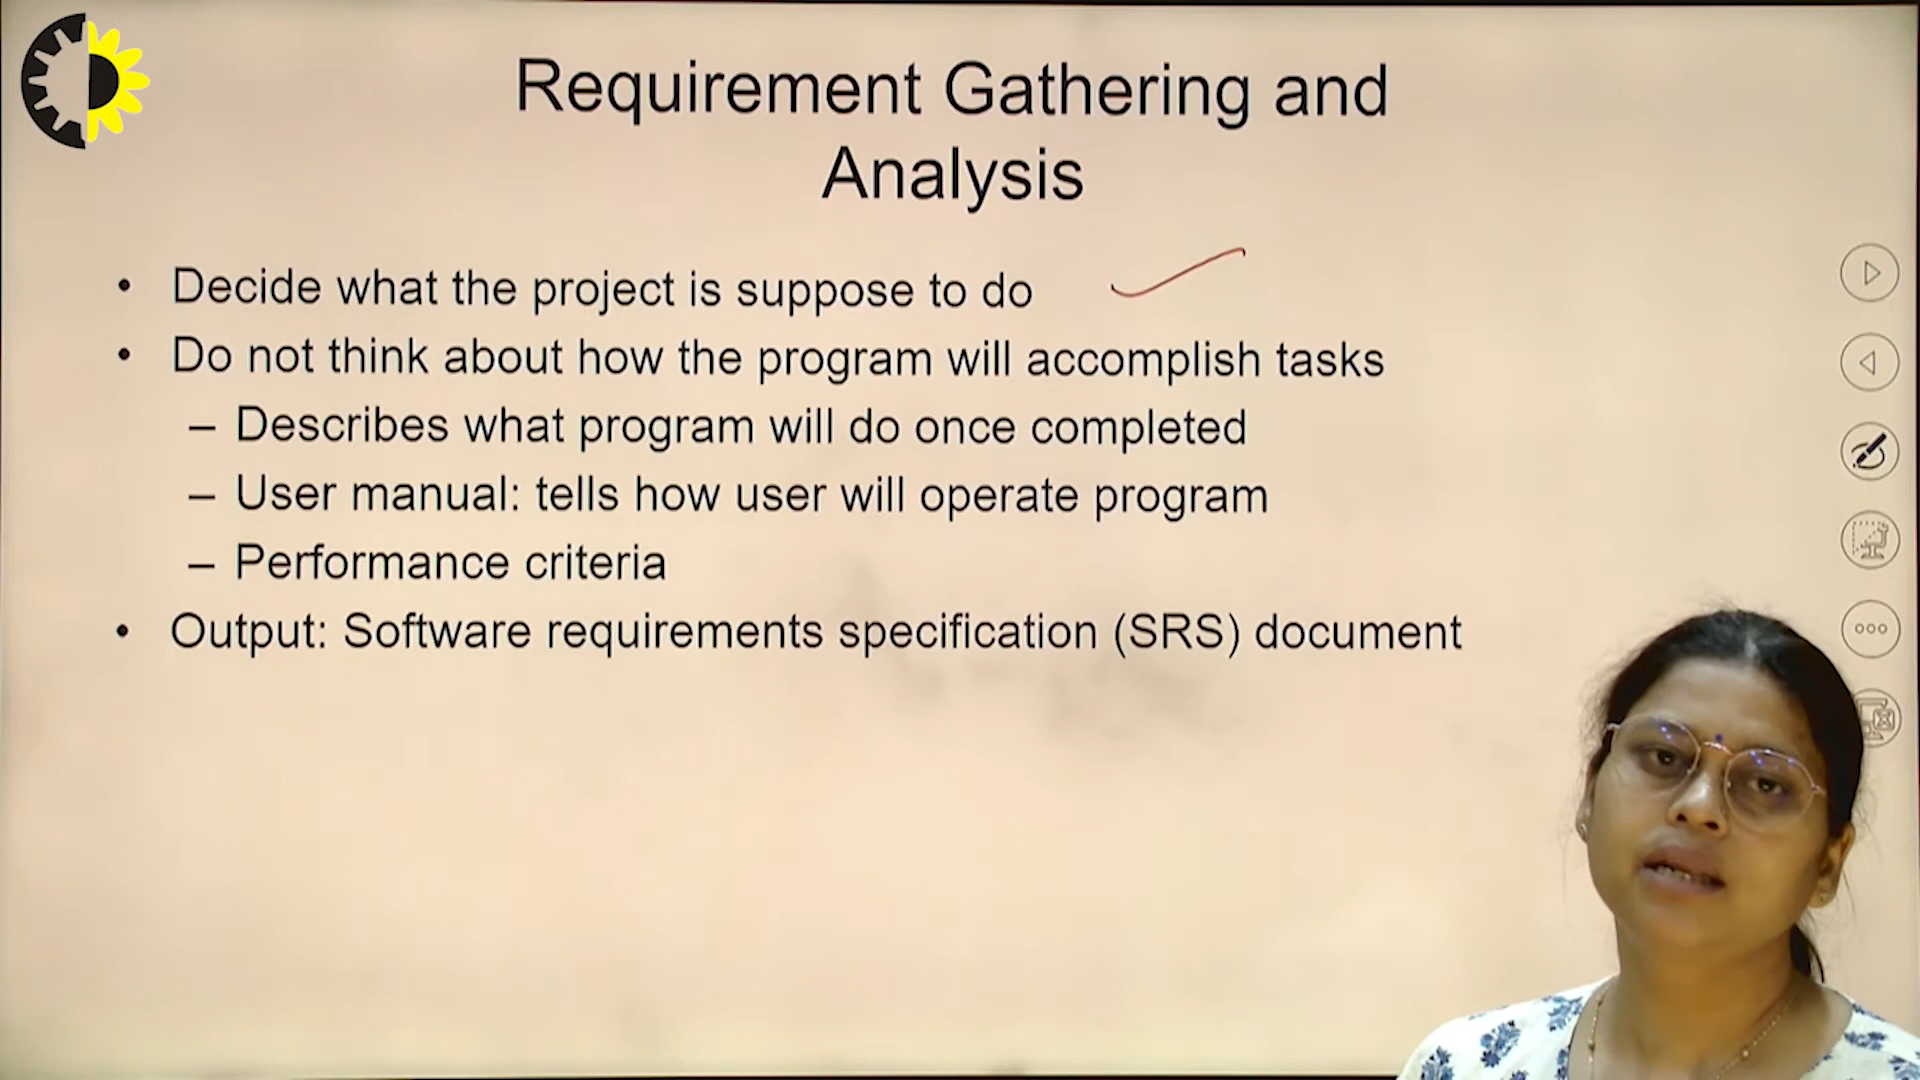 Requirement Gathering and
Analysis
• Decide what the project is suppose to do
• Do not think about how the program will accomplish tasks
– Describes what program will do once completed
– User manual: tells how user will operate program
– Performance criteria
• Output: Software requirements specification (SRS) document